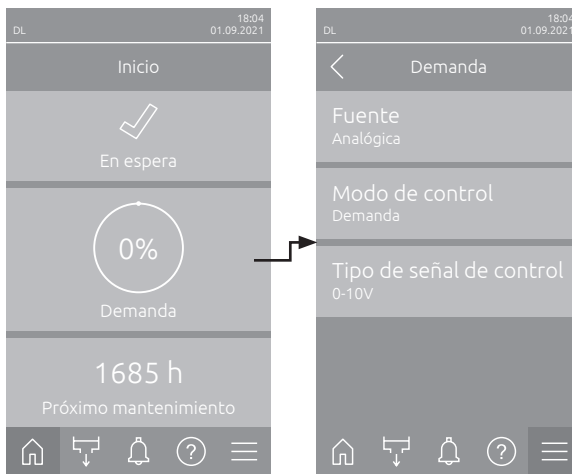 18:04
DL
01.09.2021
Inicio
En espera
0%
Demanda
1685 h
Próximo mantenimiento
?
18:04
DL
01.09.2021
Demanda
Fuente
Analógica
Modo de control
Demanda
Tipo de señal de control
0-10V
?